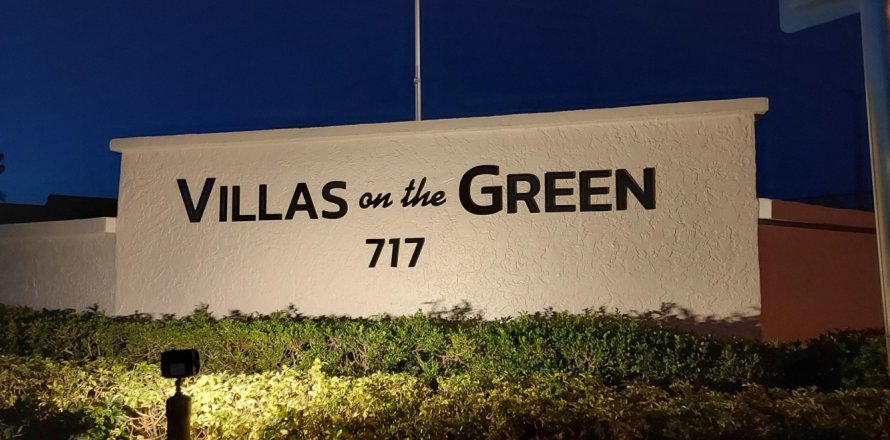 VILLAS on the GREEN
717